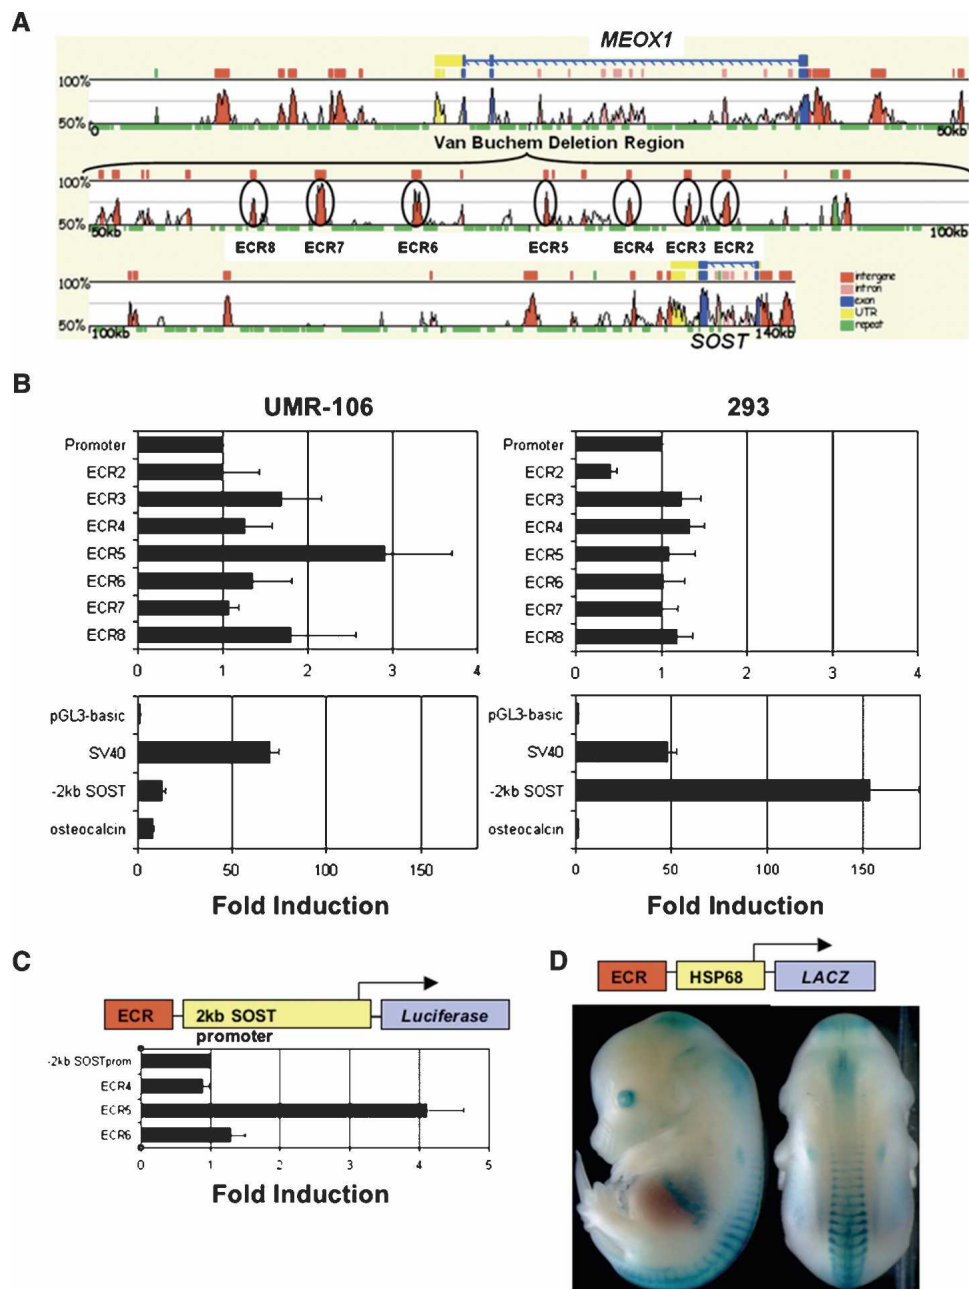 A
MEOX1
100%
50%
0
50kb
Van Buchem Deletion Region
100%
50%
50kb
100kb
ECR8 ECR7 ECR6 ECR5 ECR4 ECR3 ECR2
100%
50%
100kb
SOST
140kb
intergene
intron
exon
UTR
repeat
B
UMR-106
Promoter
ECR2
ECR3
ECR4
ECR5
ECR6
ECR7
ECR8
0 1 2 3 4
pGL3-basic
SV40
-2kb SOST
osteocalcin
0 50 100 150
Fold Induction
293
Promoter
ECR2
ECR3
ECR4
ECR5
ECR6
ECR7
ECR8
0 1 2 3 4
pGL3-basic
SV40
-2kb SOST
osteocalcin
0 50 100 150
Fold Induction
C
ECR
2kb SOST
promoter
Luciferase
-2kb SOSTprom
ECR4
ECR5
ECR6
0 1 2 3 4 5
Fold Induction
D
ECR HSP68 LACZ